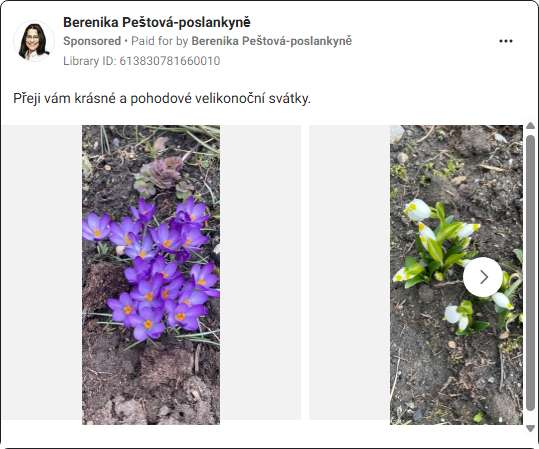 Berenika Peštová-poslankyně
Sponsored • Paid for by Berenika Peštová-poslankyně
Library ID: 613830781660010
Přeji vám krásné a pohodové velikonoční svátky.